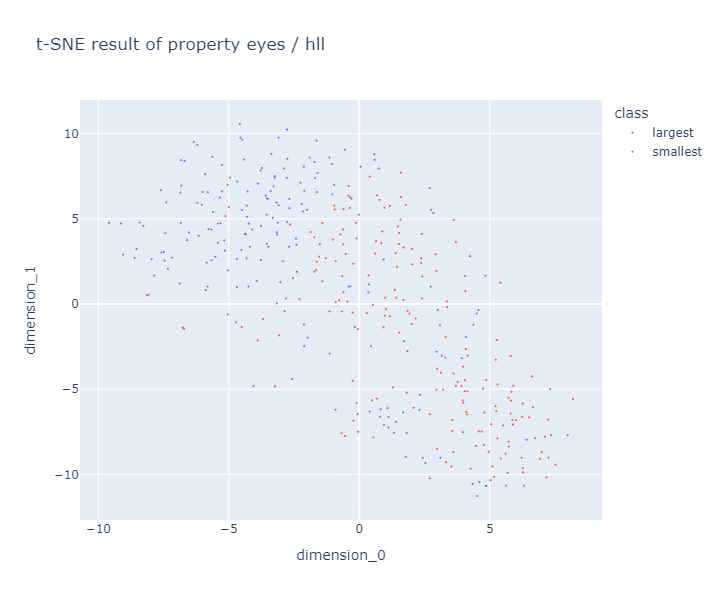 t-SNE result of property eyes / hll
class
largest
smallest
10
5
0
−5
−10
dimension_1
−10
−5
0
5
dimension_0